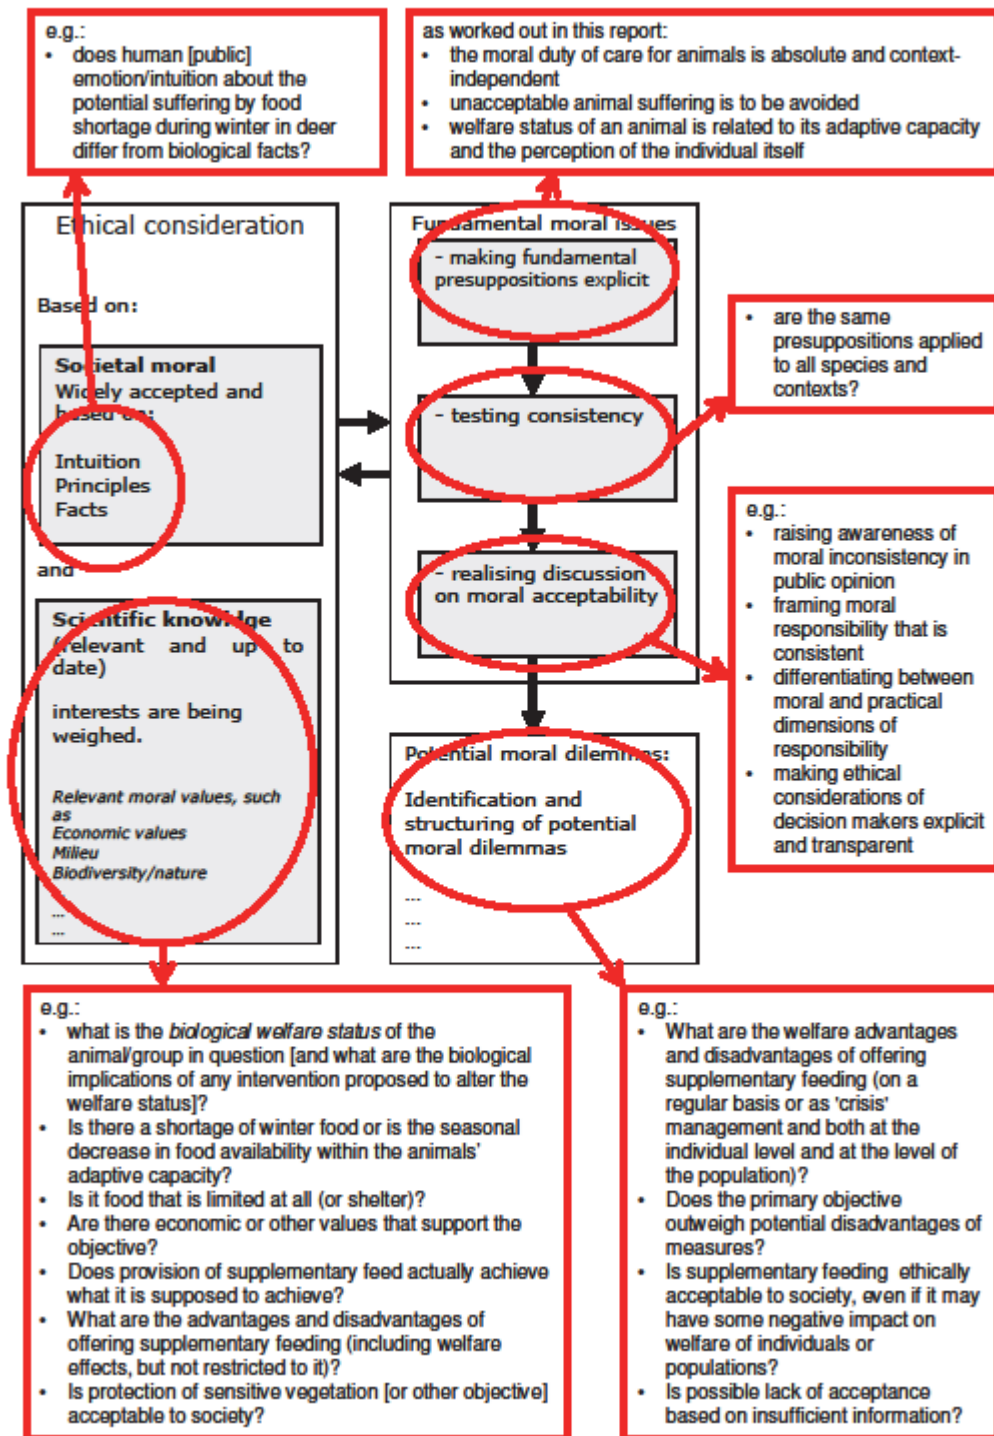 e.g.:
• does human [public]
emotion/intuition about the
potential suffering by food
shortage during winter in deer
differ from biological facts?
as worked out in this report:
• the moral duty of care for animals is absolute and context-
independent
• unacceptable animal suffering is to be avoided
• welfare status of an animal is related to its adaptive capacity
and the perception of the individual itself
Ethical consideration
Based on:
Societal moral
Widely accepted and
based on:
Intuition
Principles
Facts
and
Scientific knowledge
(relevant and up to
date)
interests are being
weighed.
Relevant moral values, such
as
Economic values
Milieu
Biodiversity/nature
...
...
...
Fundamental moral issues
- making fundamental
presuppositions explicit
- testing consistency
- realising discussion
on moral acceptability
Potential moral dilemmas:
Identification and
structuring of potential
moral dilemmas
...
...
...
• are the same
presuppositions applied
to all species and
contexts?
e.g.:
• raising awareness of
moral inconsistency in
public opinion
• framing moral
responsibility that is
consistent
• differentiating between
moral and practical
dimensions of
responsibility
• making ethical
considerations of
decision makers explicit
and transparent
e.g.:
• what is the biological welfare status of the
animal/group in question [and what are the biological
implications of any intervention proposed to alter the
welfare status]?
• Is there a shortage of winter food or is the seasonal
decrease in food availability within the animals'
adaptive capacity?
• Is it food that is limited at all (or shelter)?
• Are there economic or other values that support the
objective?
• Does provision of supplementary feed actually achieve
what it is supposed to achieve?
• What are the advantages and disadvantages of
offering supplementary feeding (including welfare
effects, but not restricted to it)?
• Is protection of sensitive vegetation [or other objective]
acceptable to society?
e.g.:
• What are the welfare advantages
and disadvantages of offering
supplementary feeding (on a
regular basis or as 'crisis'
management and both at the
individual level and at the level of
the population)?
• Does the primary objective
outweigh potential disadvantages of
measures?
• Is supplementary feeding ethically
acceptable to society, even if it may
have some negative impact on
welfare of individuals or
populations?
• Is possible lack of acceptance
based on insufficient information?